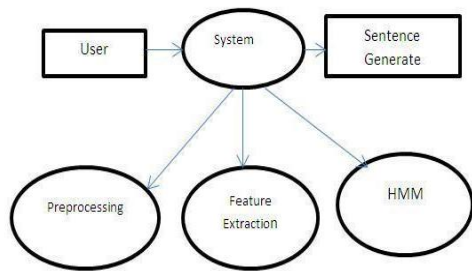 User
System
Sentence
Generate
Preprocessing
Feature
Extraction
HMM